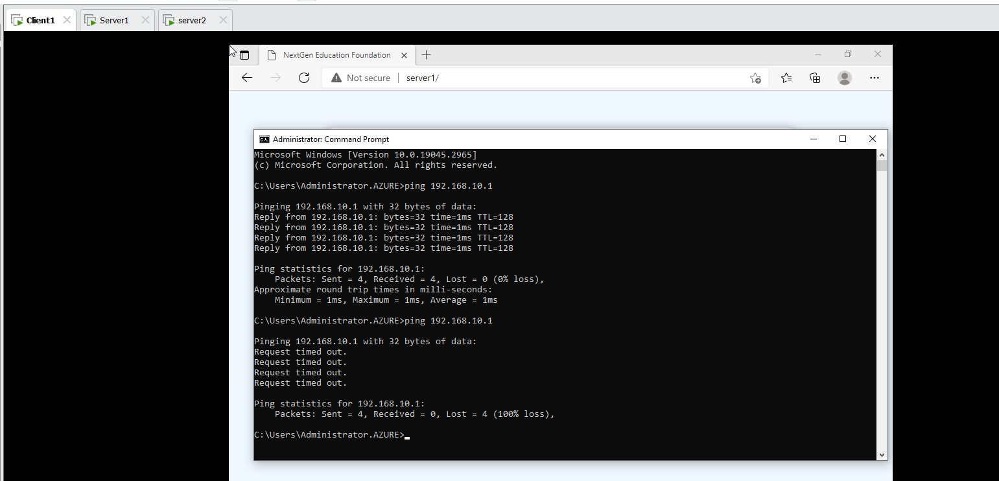 Client1
Server1
server2
NextGen Education Foundation
Not secure
server1/
Administrator: Command Prompt
Microsoft Windows [Version 10.0.19045.2965]
(c) Microsoft Corporation. All rights reserved.
C:\Users\Administrator.AZURE>ping 192.168.10.1
Pinging 192.168.10.1 with 32 bytes of data:
Reply from 192.168.10.1: bytes=32 time=1ms TTL=128
Reply from 192.168.10.1: bytes=32 time=1ms TTL=128
Reply from 192.168.10.1: bytes=32 time=1ms TTL=128
Reply from 192.168.10.1: bytes=32 time=1ms TTL=128
Ping statistics for 192.168.10.1:
Packets: Sent = 4, Received = 4, Lost = 0 (0% loss),
Approximate round trip times in milli-seconds:
Minimum = 1ms, Maximum = 1ms, Average = 1ms
C:\Users\Administrator.AZURE>ping 192.168.10.1
Pinging 192.168.10.1 with 32 bytes of data:
Request timed out.
Request timed out.
Request timed out.
Request timed out.
Ping statistics for 192.168.10.1:
Packets: Sent = 4, Received = 0, Lost = 4 (100% loss),
C:\Users\Administrator.AZURE>